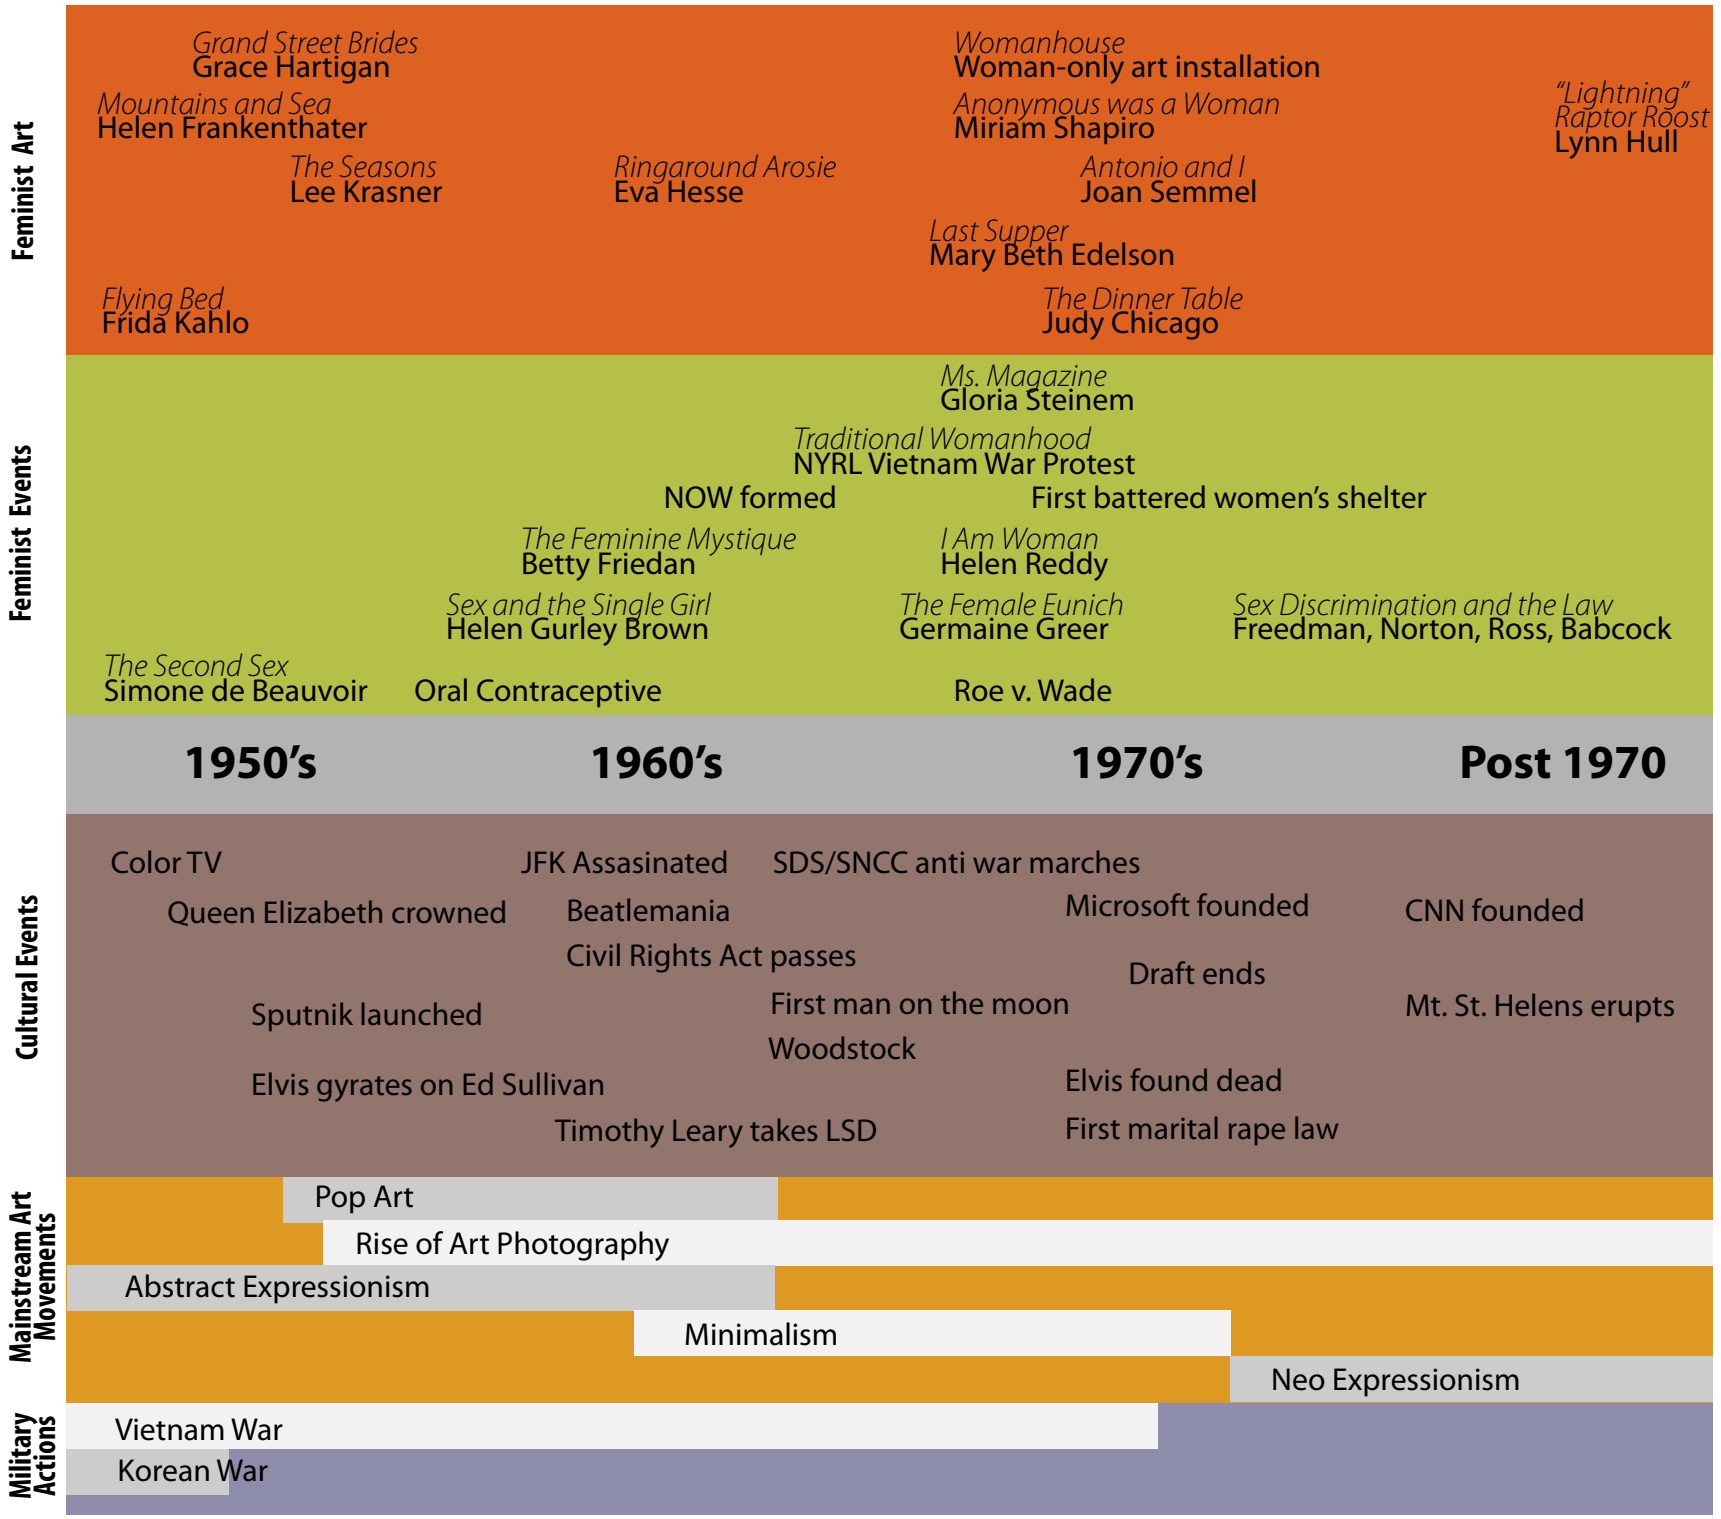 Feminist Art
Grand Street Brides
Grace Hartigan
Womanhouse
Woman-only art installation
Mountains and Sea
Helen Frankenthater
Anonymous was a Woman
Miriam Shapiro
“Lightning”
Raptor Roost
Lynn Hull
The Seasons
Lee Krasner
Ringaround Arosie
Eva Hesse
Antonio and I
Joan Semmel
Last Supper
Mary Beth Edelson
Flying Bed
Frida Kahlo
The Dinner Table
Judy Chicago
Feminist Events
Ms. Magazine
Gloria Steinem
Traditional Womanhood
NYRL Vietnam War Protest
NOW formed
First battered women’s shelter
The Feminine Mystique
Betty Friedan
I Am Woman
Helen Reddy
Sex and the Single Girl
Helen Gurley Brown
The Female Eunich
Germaine Greer
Sex Discrimination and the Law
Freedman, Norton, Ross, Babcock
The Second Sex
Simone de Beauvoir
Oral Contraceptive
Roe v. Wade
1950’s
1960’s
1970’s
Post 1970
Cultural Events
Color TV
JFK Assasinated
SDS/SNCC anti war marches
Queen Elizabeth crowned
Beatlemania
Microsoft founded
CNN founded
Civil Rights Act passes
Draft ends
Sputnik launched
First man on the moon
Mt. St. Helens erupts
Woodstock
Elvis gyrates on Ed Sullivan
Elvis found dead
Timothy Leary takes LSD
First marital rape law
Mainstream Art
Movements
Pop Art
Rise of Art Photography
Abstract Expressionism
Minimalism
Neo Expressionism
Military
Actions
Vietnam War
Korean War